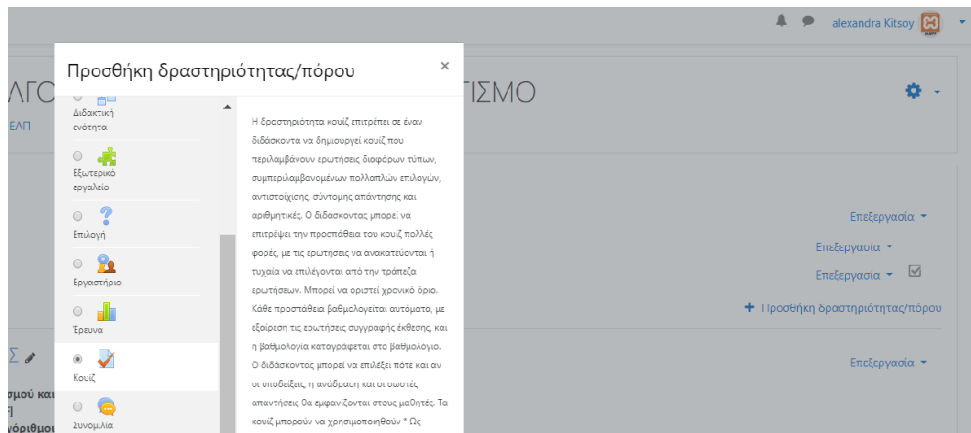 alexandra Kitsoy
Προσθήκη δραστηριότητας/πόρου ×
ΛΓΟ
ΤΙΣΜΟ
ΕΛΠ
Διδακτική
ενότητα
Εξωτερικό
εργαλείο
Επιλογή
Εργαστήριο
Έρευνα
Κουίζ
Συνομιλία
Η δραστηριότητα κουίζ επιτρέπει σε έναν
διδάσκοντα να δημιουργεί κουίζ που
περιλαμβάνουν ερωτήσεις διαφόρων τύπων,
συμπεριλαμβανομένων πολλαπλών επιλογών,
αντιστοίχισης, σύντομης απάντησης και
αριθμητικές. Ο διδάσκοντας μπορεί να
επιτρέψει την προσπάθεια του κουίζ πολλές
φορές, με τις ερωτήσεις να ανακατεύονται ή
τυχαία να επιλέγονται από την τράπεζα
ερωτήσεων. Μπορεί να οριστεί χρονικό όριο.
Κάθε προσπάθεια βαθμολογείται αυτόματα, με
εξαίρεση τις ερωτήσεις συγγραφής έκθεσης, και
η βαθμολογία καταγράφεται στο βαθμολόγιο.
Ο διδάσκοντας μπορεί να επιλέξει πότε και αν
οι υποδείξεις, η ανάδραση και οι σωστές
απαντήσεις θα εμφανίζονται στους μαθητές. Τα
κουίζ μπορούν να χρησιμοποιηθούν * Ως
Επεξεργασία
Επεξεργασία
Επεξεργασία
+ Προσθήκη δραστηριότητας/πόρου
Σ
Επεξεργασία
σμού και
F]
γόριθμοι